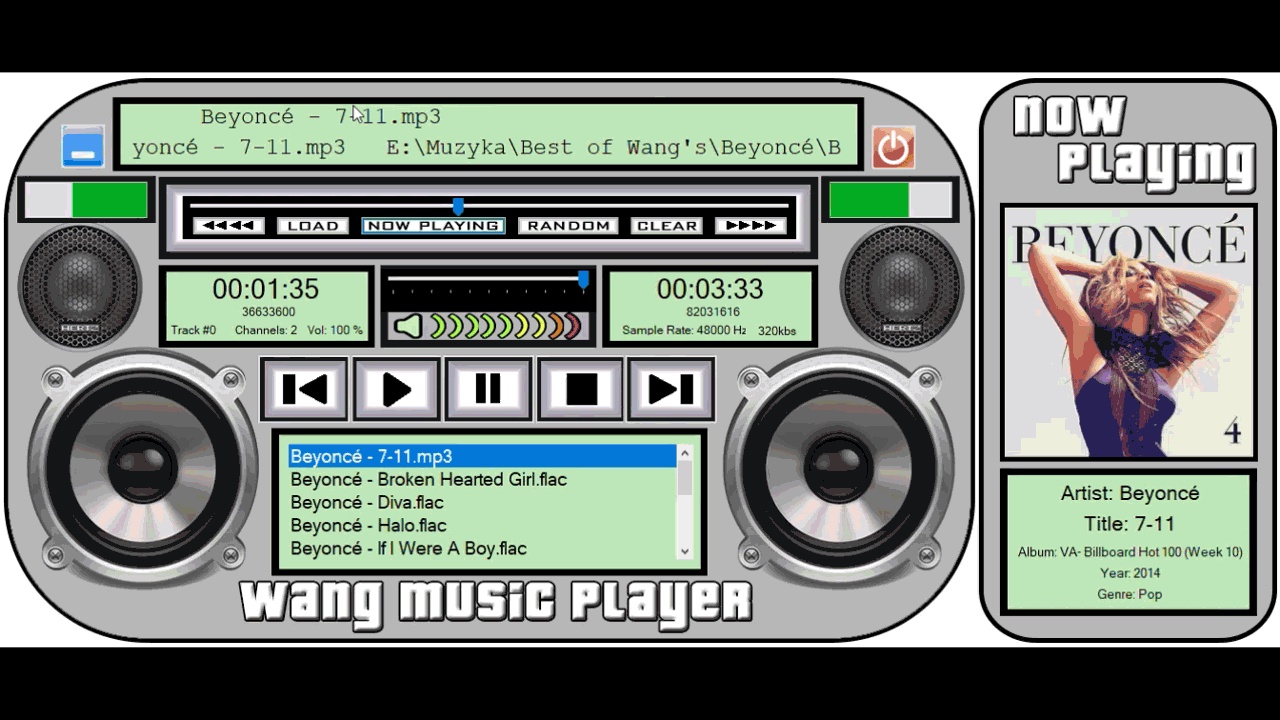 Beyoncé - 7-11.mp3
yoncé - 7-11.mp3 E:\Muzyka\Best of Wang's\Beyoncé\B
LOAD NOW PLAYING RANDOM CLEAR
00:01:35
36633600
Track #0 Channels: 2 Vol: 100 %
00:03:33
82031616
Sample Rate: 48000 Hz 320kbs
HERTZ
HERTZ
Beyoncé - 7-11.mp3
Beyoncé - Broken Hearted Girl.flac
Beyoncé - Diva.flac
Beyoncé - Halo.flac
Beyoncé - If I Were A Boy.flac
Wang Music Player
Now
Playing
BEYONCÉ
4
Artist: Beyoncé
Title: 7-11
Album: VA- Billboard Hot 100 (Week 10)
Year: 2014
Genre: Pop